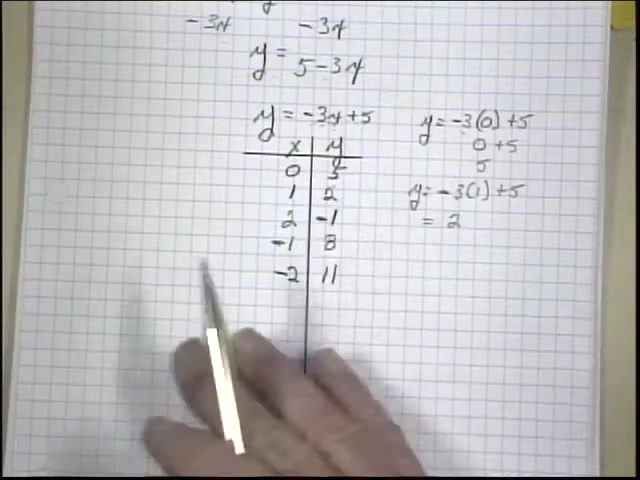 -3x -3x
y = 5-3x
y = -3x+5
x y
0 5
1 2
2 -1
-1 8
-2 11
y=-3(0)+5
0+5
5
y=-3(1)+5
= 2